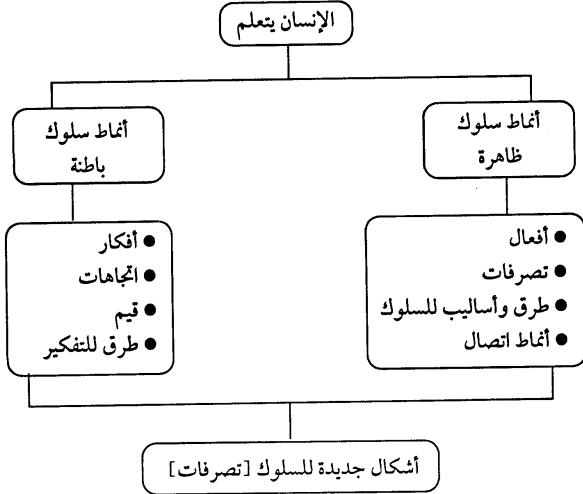 الإنسان يتعلم
أنماط سلوك
ظاهرة
أنماط سلوك
باطنة
● أفعال
● تصرفات
● طرق وأساليب للسلوك
● أنماط اتصال
● أفكار
● اتجاهات
● قيم
● طرق للتفكير
أشكال جديدة للسلوك [تصرفات]